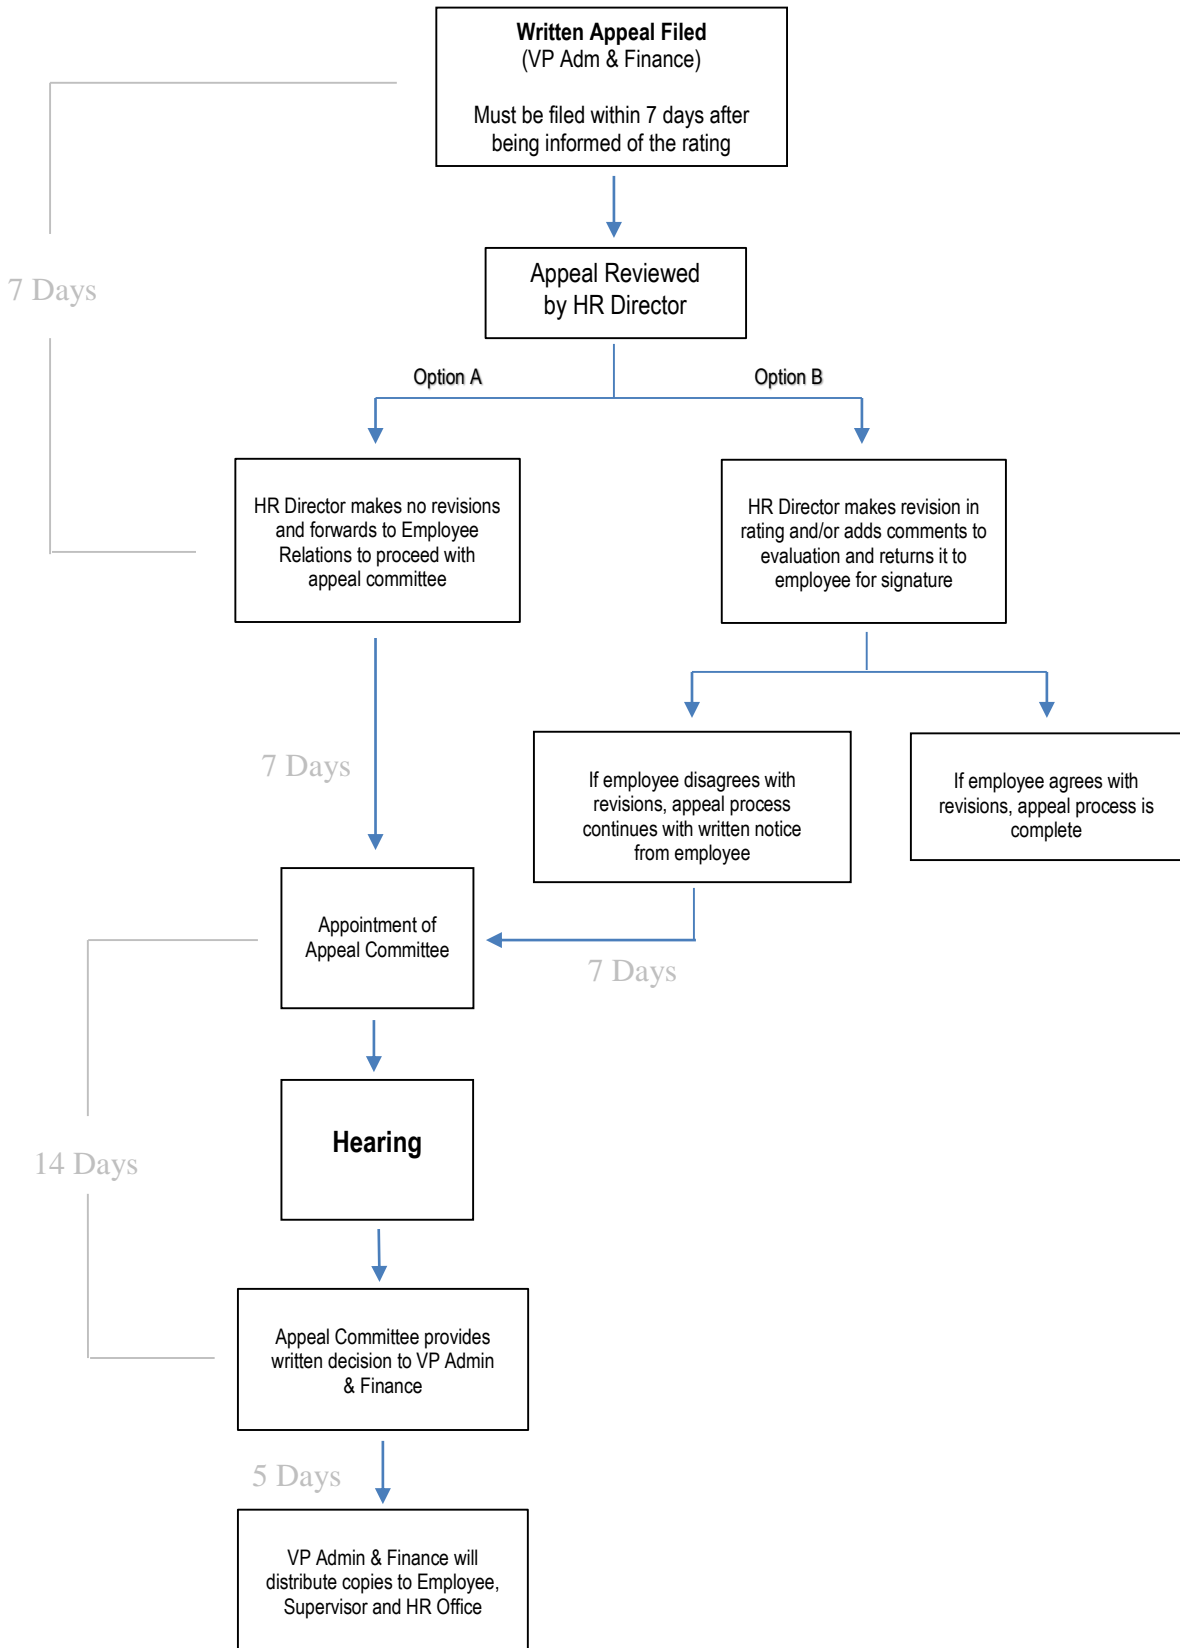 Written Appeal Filed
(VP Adm & Finance)
Must be filed within 7 days after
being informed of the rating
7 Days
Appeal Reviewed
by HR Director
Option A
Option B
HR Director makes no revisions
and forwards to Employee
Relations to proceed with
appeal committee
HR Director makes revision in
rating and/or adds comments to
evaluation and returns it to
employee for signature
7 Days
If employee disagrees with
revisions, appeal process
continues with written notice
from employee
If employee agrees with
revisions, appeal process is
complete
Appointment of
Appeal Committee
7 Days
Hearing
14 Days
Appeal Committee provides
written decision to VP Admin
& Finance
5 Days
VP Admin & Finance will
distribute copies to Employee,
Supervisor and HR Office